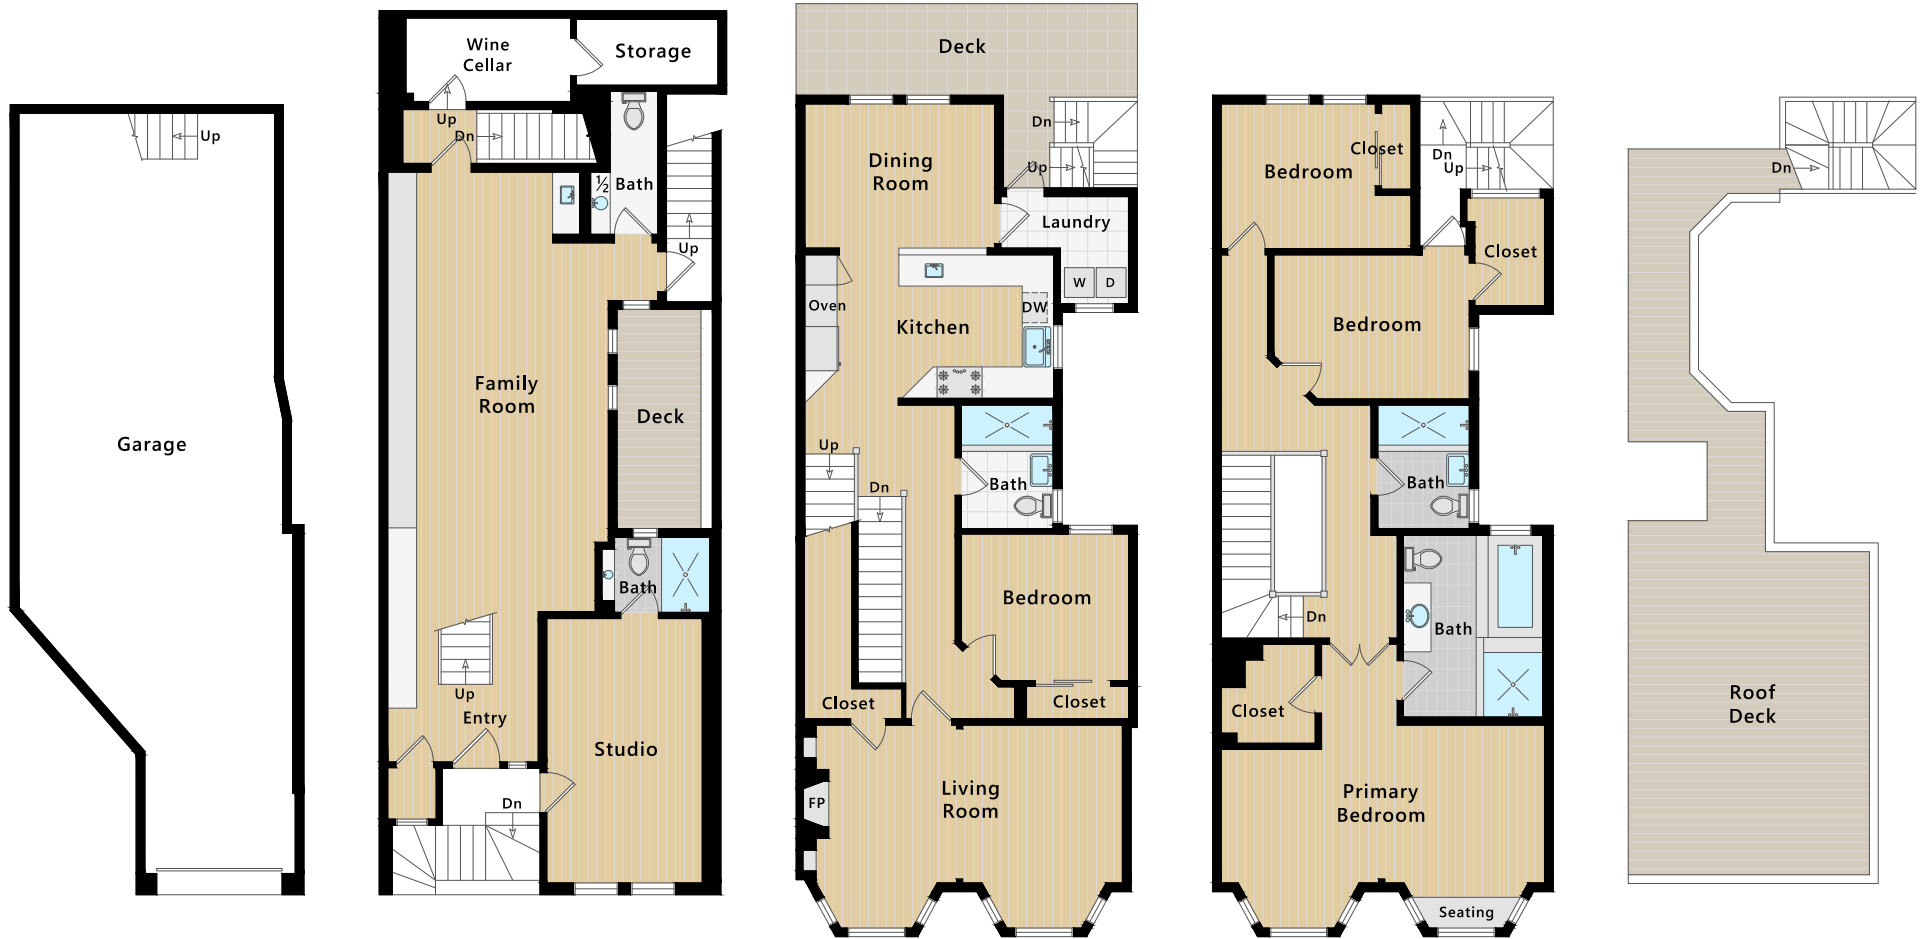 Up
Garage
Wine
Cellar
Storage
Up
Dn
½
Bath
Up
Family
Room
Deck
Bath
Up
Entry
Studio
Dn
Deck
Dn
Up
Dining
Room
Laundry
W
D
Oven
DW
Kitchen
Up
Dn
Bath
Bedroom
Closet
Closet
Living
Room
FP
Bedroom
Closet
Dn
Up
Closet
Bedroom
Bath
Dn
Bath
Closet
Primary
Bedroom
Seating
Dn
Roof
Deck